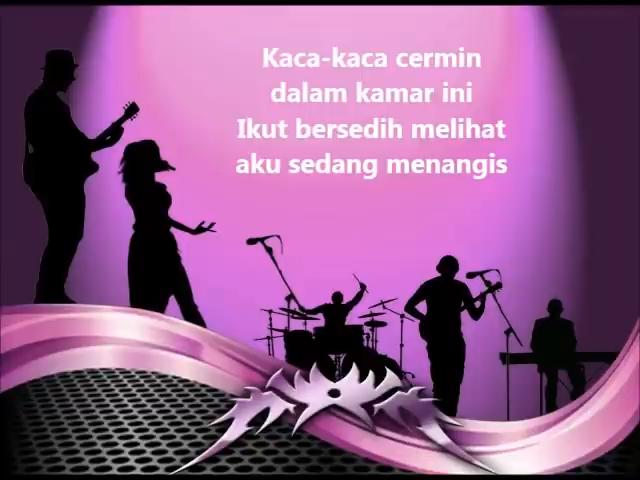 Kaca-kaca cermin
dalam kamar ini
Ikut bersedih melihat
aku sedang menangis